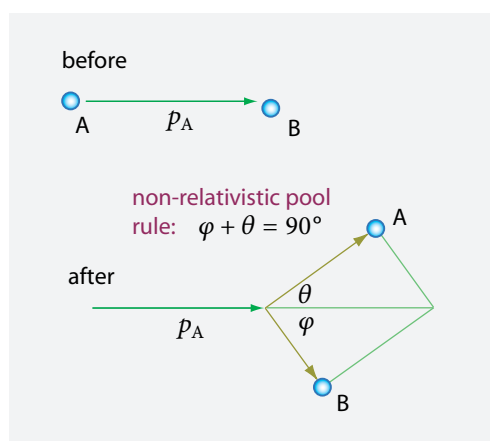 before
A
p_A
B
non-relativistic pool
rule: φ + θ = 90°
A
after
θ
φ
p_A
B